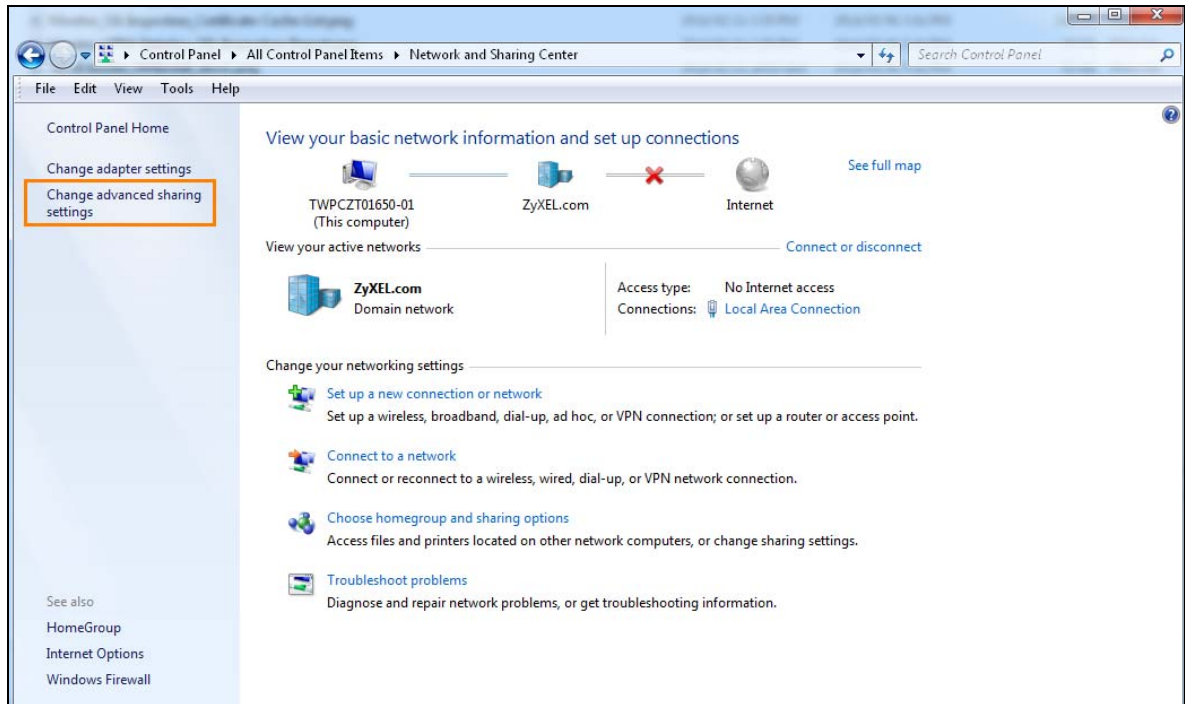 Control Panel ▸ All Control Panel Items ▸ Network and Sharing Center
Search Control Panel
File Edit View Tools Help
Control Panel Home
Change adapter settings
Change advanced sharing
settings
View your basic network information and set up connections
See full map
TWPCZT01650-01
(This computer)
ZyXEL.com
Internet
View your active networks
Connect or disconnect
ZyXEL.com
Domain network
Access type: No Internet access
Connections: Local Area Connection
Change your networking settings
Set up a new connection or network
Set up a wireless, broadband, dial-up, ad hoc, or VPN connection; or set up a router or access point.
Connect to a network
Connect or reconnect to a wireless, wired, dial-up, or VPN network connection.
Choose homegroup and sharing options
Access files and printers located on other network computers, or change sharing settings.
Troubleshoot problems
Diagnose and repair network problems, or get troubleshooting information.
See also
HomeGroup
Internet Options
Windows Firewall